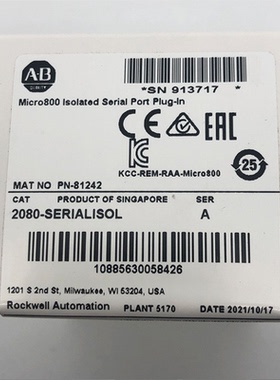 A-B
*SN 913717 *
Micro800 Isolated Serial Port Plug-In
CE EAC
KCC-REM-RAA-Micro800
25
MAT NO PN-81242
CAT PRODUCT OF SINGAPORE SER
2080-SERIALISOL A
10885630058426
1201 S 2nd St, Milwaukee, WI 53204, USA
Rockwell Automation PLANT 5170 DATE 2021/10/17